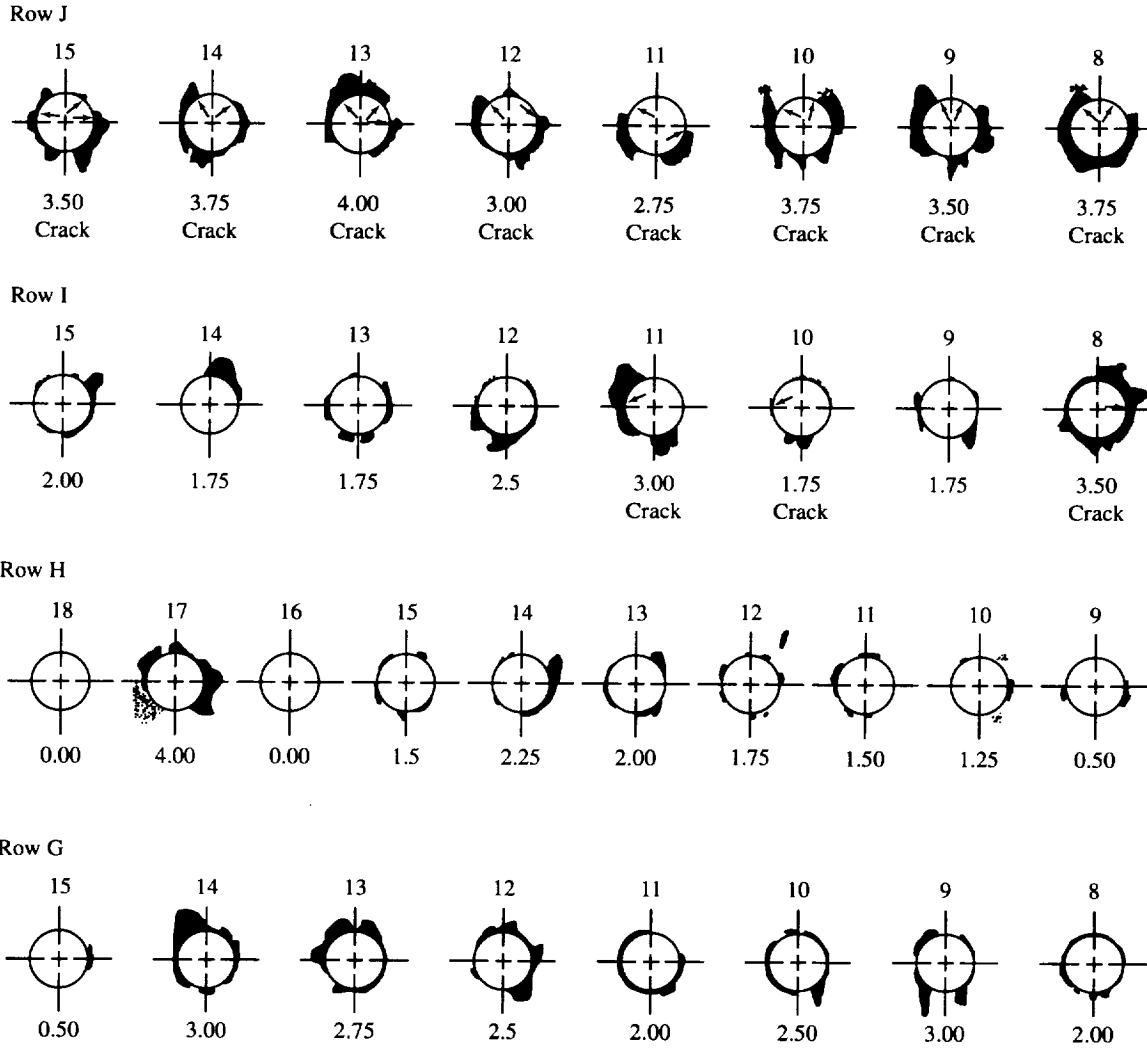 Row J
15 14 13 12 11 10 9 8
3.50 3.75 4.00 3.00 2.75 3.75 3.50 3.75
Crack Crack Crack Crack Crack Crack Crack Crack
Row I
15 14 13 12 11 10 9 8
2.00 1.75 1.75 2.5 3.00 1.75 1.75 3.50
Crack Crack Crack
Row H
18 17 16 15 14 13 12 11 10 9
0.00 4.00 0.00 1.5 2.25 2.00 1.75 1.50 1.25 0.50
Row G
15 14 13 12 11 10 9 8
0.50 3.00 2.75 2.5 2.00 2.50 3.00 2.00